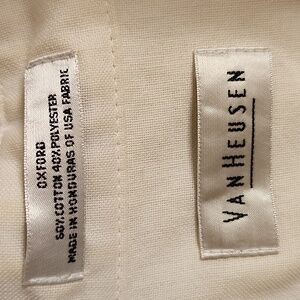 OXFORD
60% COTTON 40% POLYESTER
MADE IN HONDURAS OF USA FABRIC
VANHEUSEN